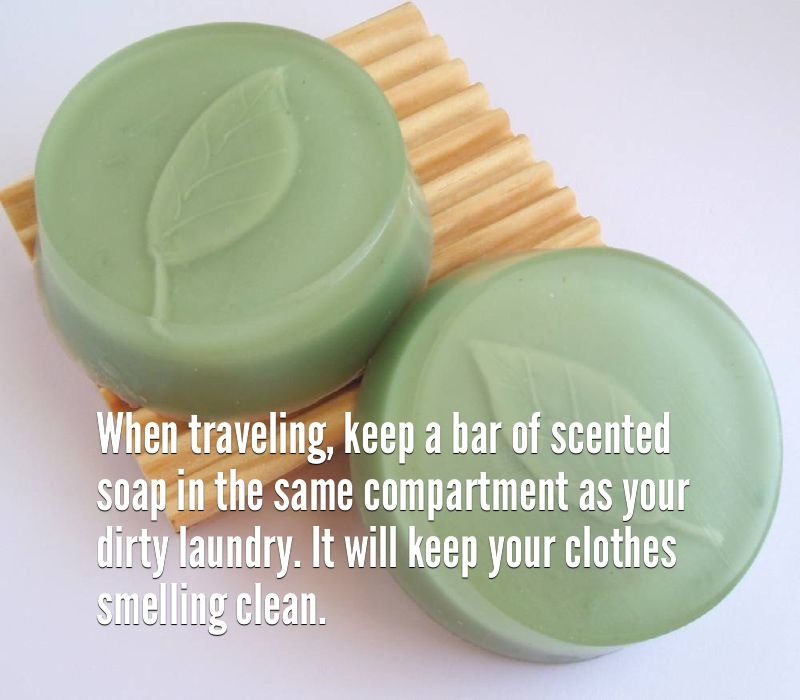 When traveling, keep a bar of scented
soap in the same compartment as your
dirty laundry. It will keep your clothes
smelling clean.